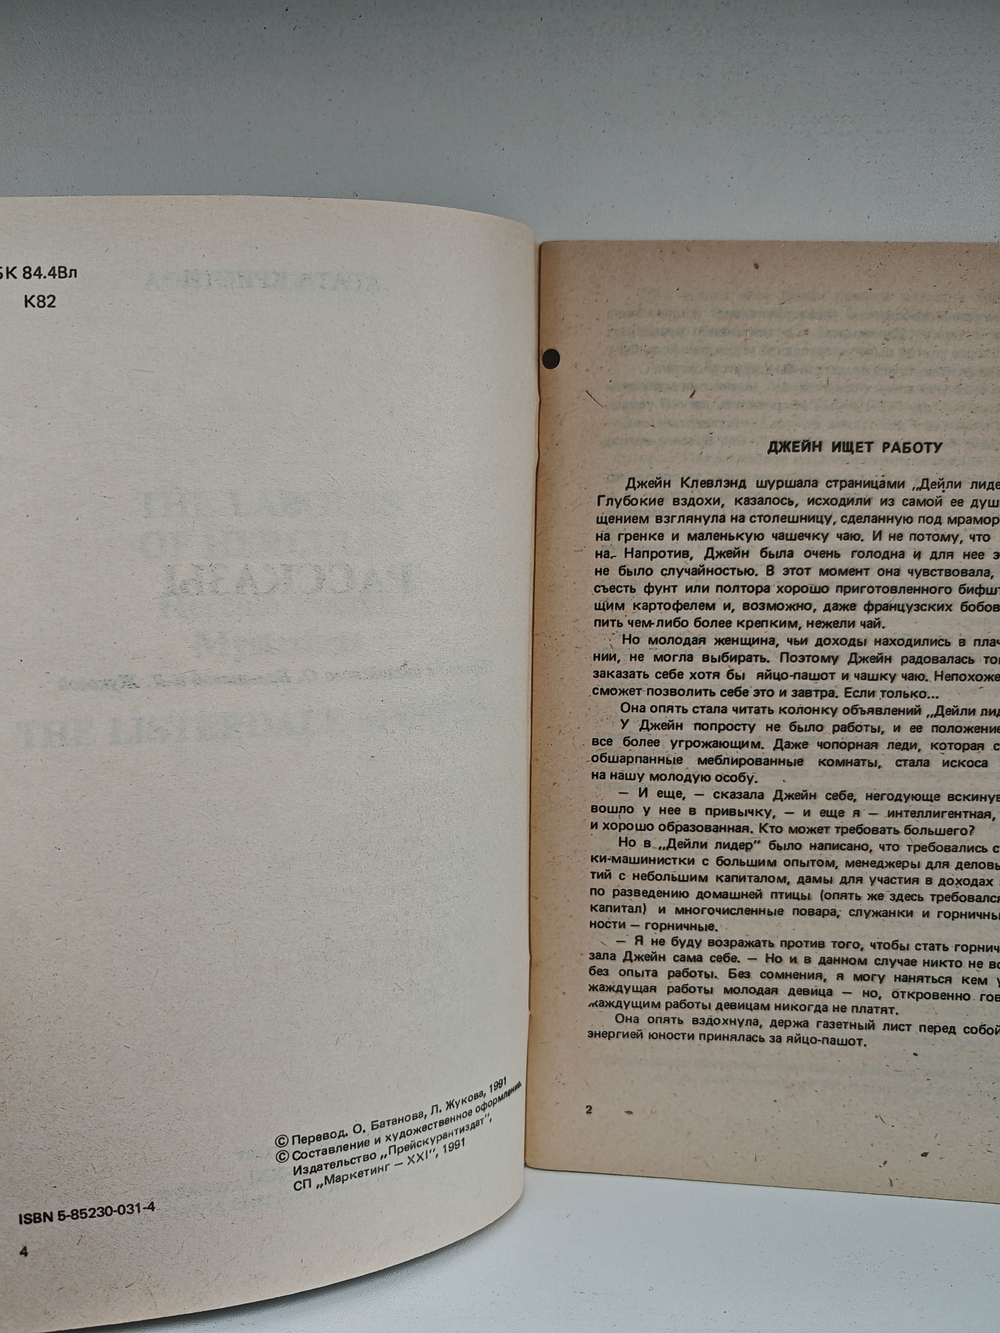 БК 84.4Вл
К82
© Перевод. О. Батанова, Л. Жукова, 1991
© Составление и художественное оформление.
Издательство „Прейскурантиздат",
СП „Маркетинг — XXI", 1991
ISBN 5-85230-031-4
4
ДЖЕЙН ИЩЕТ РАБОТУ
Джейн Клевлэнд шуршала страницами „Дейли лиде
Глубокие вздохи, казалось, исходили из самой ее душ
щением взглянула на столешницу, сделанную под мрамор
на гренке и маленькую чашечку чаю. И не потому, что
на. Напротив, Джейн была очень голодна и для нее э
не было случайностью. В этот момент она чувствовала,
съесть фунт или полтора хорошо приготовленного бифшт
щим картофелем и, возможно, даже французских бобов
пить чем-либо более крепким, нежели чай.
Но молодая женщина, чьи доходы находились в плач
нии, не могла выбирать. Поэтому Джейн радовалась то
заказать себе хотя бы яйцо-пашот и чашку чаю. Непохоже
сможет позволить себе это и завтра. Если только...
Она опять стала читать колонку объявлений „Дейли лид
У Джейн попросту не было работы, и ее положение
все более угрожающим. Даже чопорная леди, которая с
обшарпанные меблированные комнаты, стала искоса
на нашу молодую особу.
— И еще, — сказала Джейн себе, негодующе вскинув
вошло у нее в привычку, — и еще я — интеллигентная,
и хорошо образованная. Кто может требовать большего?
Но в „Дейли лидер" было написано, что требовались с
ки-машинистки с большим опытом, менеджеры для деловы
тий с небольшим капиталом, дамы для участия в доходах
по разведению домашней птицы (опять же здесь требовался
капитал) и многочисленные повара, служанки и горничны
ности — горничные.
— Я не буду возражать против того, чтобы стать горнич
зала Джейн сама себе. — Но и в данном случае никто не во
без опыта работы. Без сомнения, я могу наняться кем у
жаждущая работы молодая девица — но, откровенно гов
жаждущим работы девицам никогда не платят.
Она опять вздохнула, держа газетный лист перед собой
энергией юности принялась за яйцо-пашот.
2